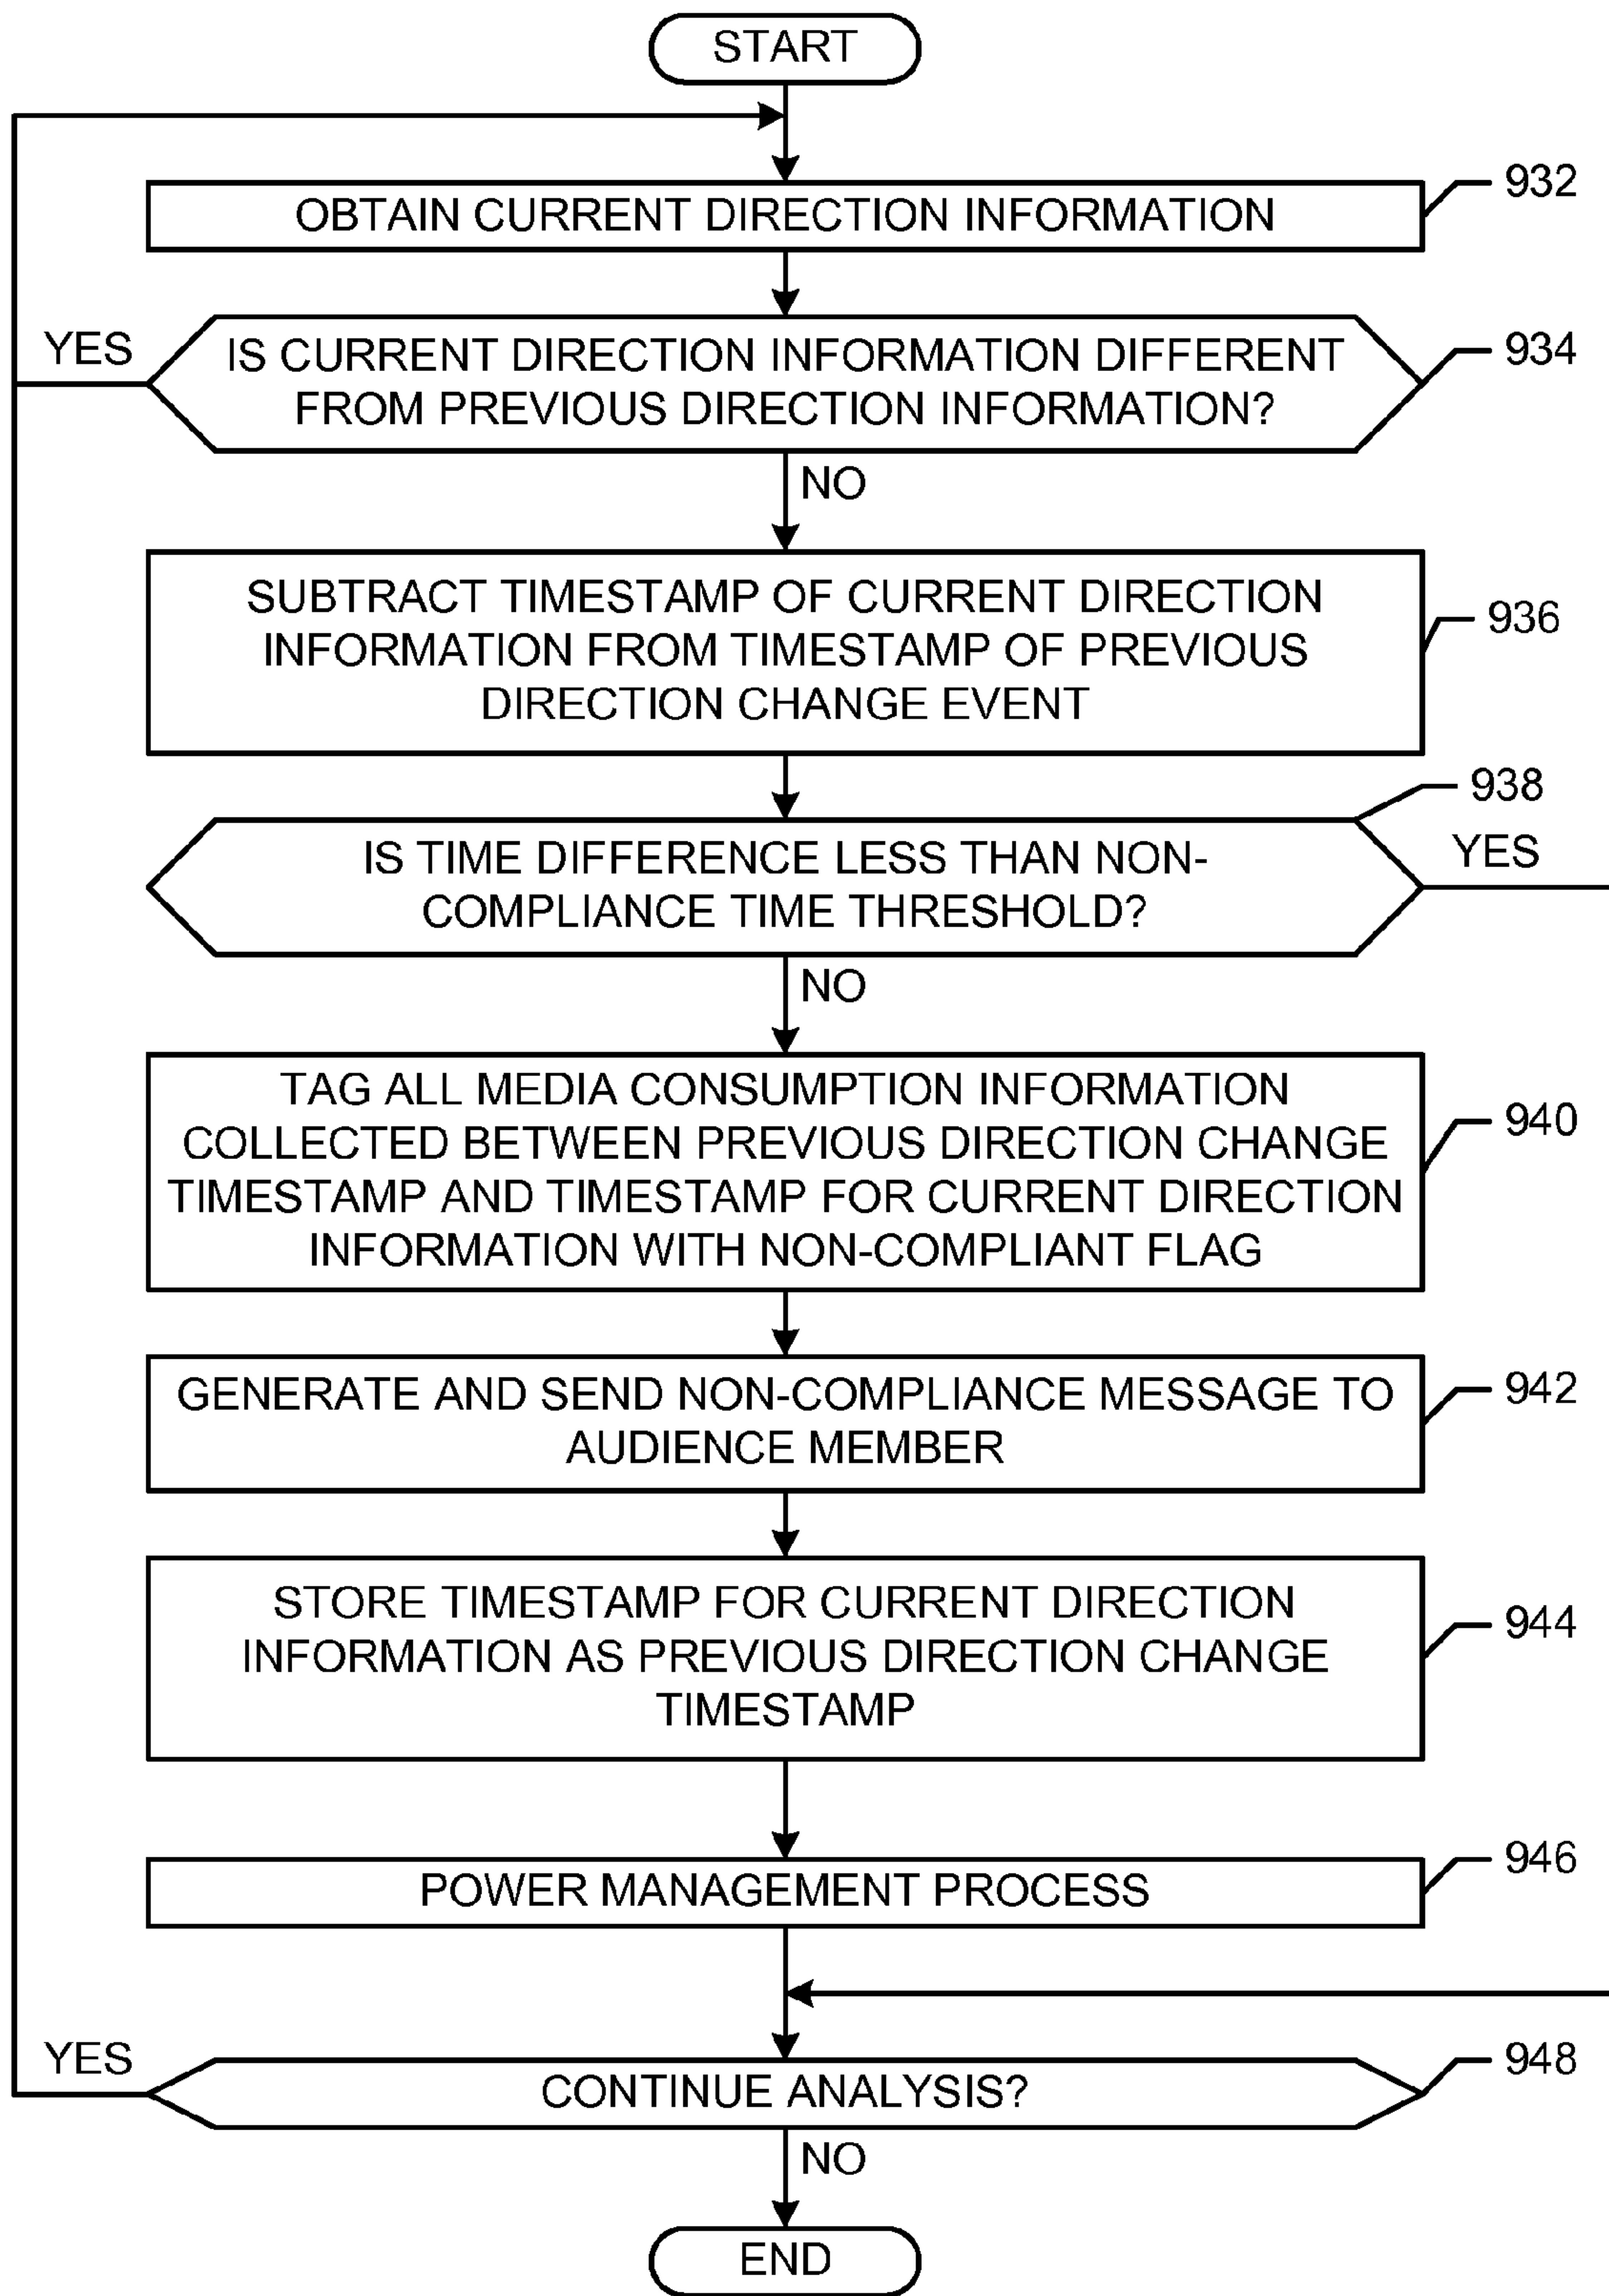 START
OBTAIN CURRENT DIRECTION INFORMATION
932
YES
IS CURRENT DIRECTION INFORMATION DIFFERENT
FROM PREVIOUS DIRECTION INFORMATION?
934
NO
SUBTRACT TIMESTAMP OF CURRENT DIRECTION
INFORMATION FROM TIMESTAMP OF PREVIOUS
DIRECTION CHANGE EVENT
936
938
IS TIME DIFFERENCE LESS THAN NON-
COMPLIANCE TIME THRESHOLD?
YES
NO
TAG ALL MEDIA CONSUMPTION INFORMATION
COLLECTED BETWEEN PREVIOUS DIRECTION CHANGE
TIMESTAMP AND TIMESTAMP FOR CURRENT DIRECTION
INFORMATION WITH NON-COMPLIANT FLAG
940
GENERATE AND SEND NON-COMPLIANCE MESSAGE TO
AUDIENCE MEMBER
942
STORE TIMESTAMP FOR CURRENT DIRECTION
INFORMATION AS PREVIOUS DIRECTION CHANGE
TIMESTAMP
944
POWER MANAGEMENT PROCESS
946
YES
CONTINUE ANALYSIS?
948
NO
END